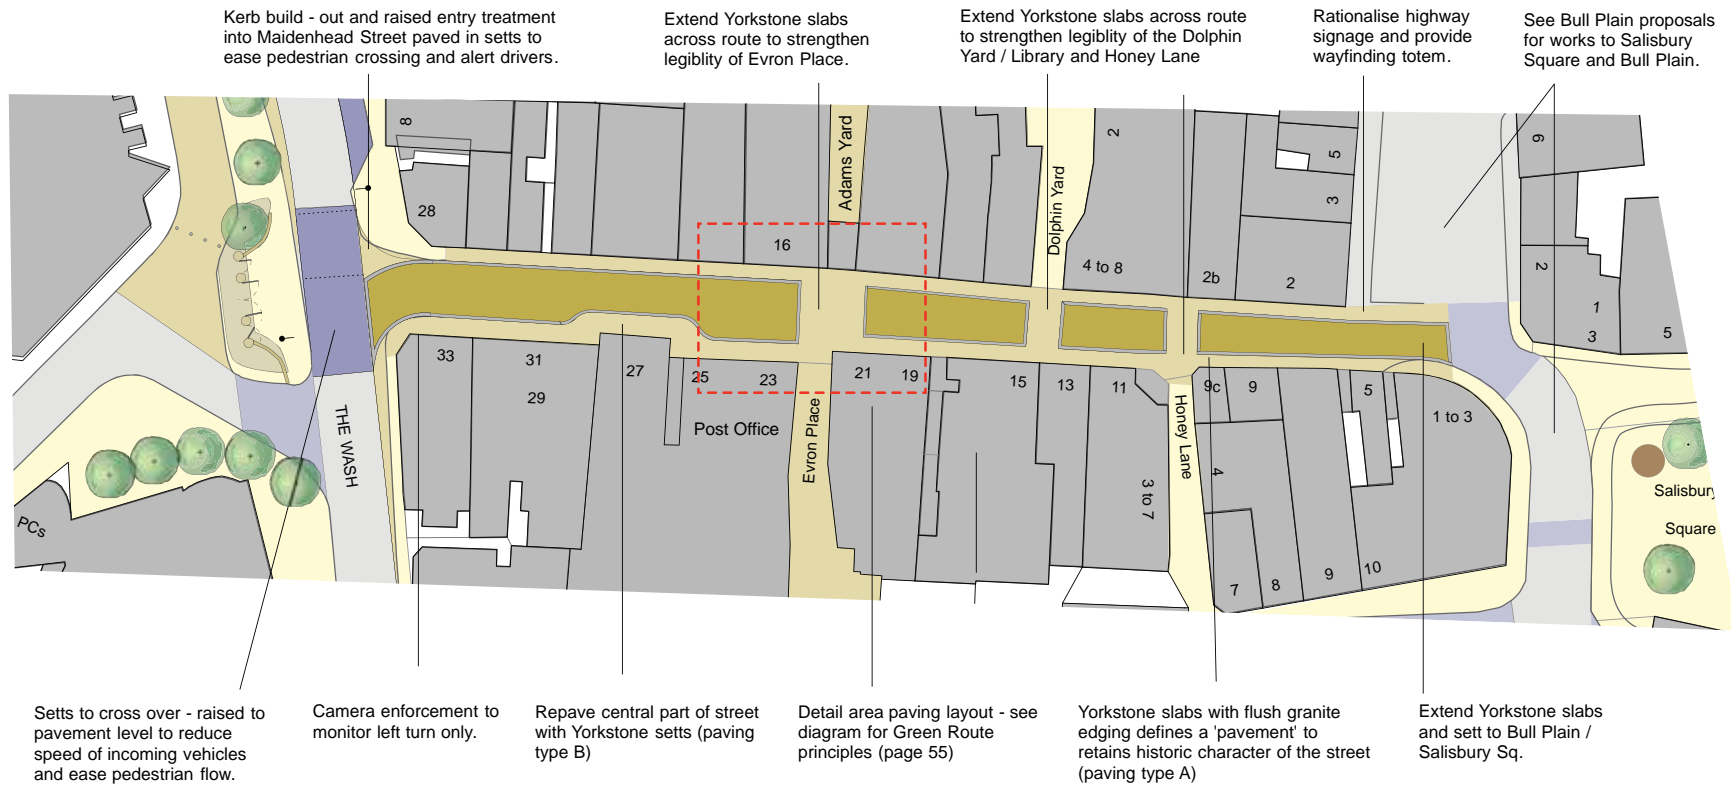 Kerb build - out and raised entry treatment
into Maidenhead Street paved in setts to
ease pedestrian crossing and alert drivers.
Extend Yorkstone slabs
across route to strengthen
legiblity of Evron Place.
Extend Yorkstone slabs across route
to strengthen legiblity of the Dolphin
Yard / Library and Honey Lane
Rationalise highway
signage and provide
wayfinding totem.
See Bull Plain proposals
for works to Salisbury
Square and Bull Plain.
8
28
16
Adams Yard
Dolphin Yard
2
4 to 8
2b
2
5
3
6
2
1
3
5
33
31
29
27
25
23
Post Office
21
19
15
13
11
3 to 7
9c
9
5
1 to 3
4
7
8
9
10
THE WASH
Evron Place
Honey Lane
PCs
Salisbury
Square
Setts to cross over - raised to
pavement level to reduce
speed of incoming vehicles
and ease pedestrian flow.
Camera enforcement to
monitor left turn only.
Repave central part of street
with Yorkstone setts (paving
type B)
Detail area paving layout - see
diagram for Green Route
principles (page 55)
Yorkstone slabs with flush granite
edging defines a 'pavement' to
retains historic character of the street
(paving type A)
Extend Yorkstone slabs
and sett to Bull Plain /
Salisbury Sq.